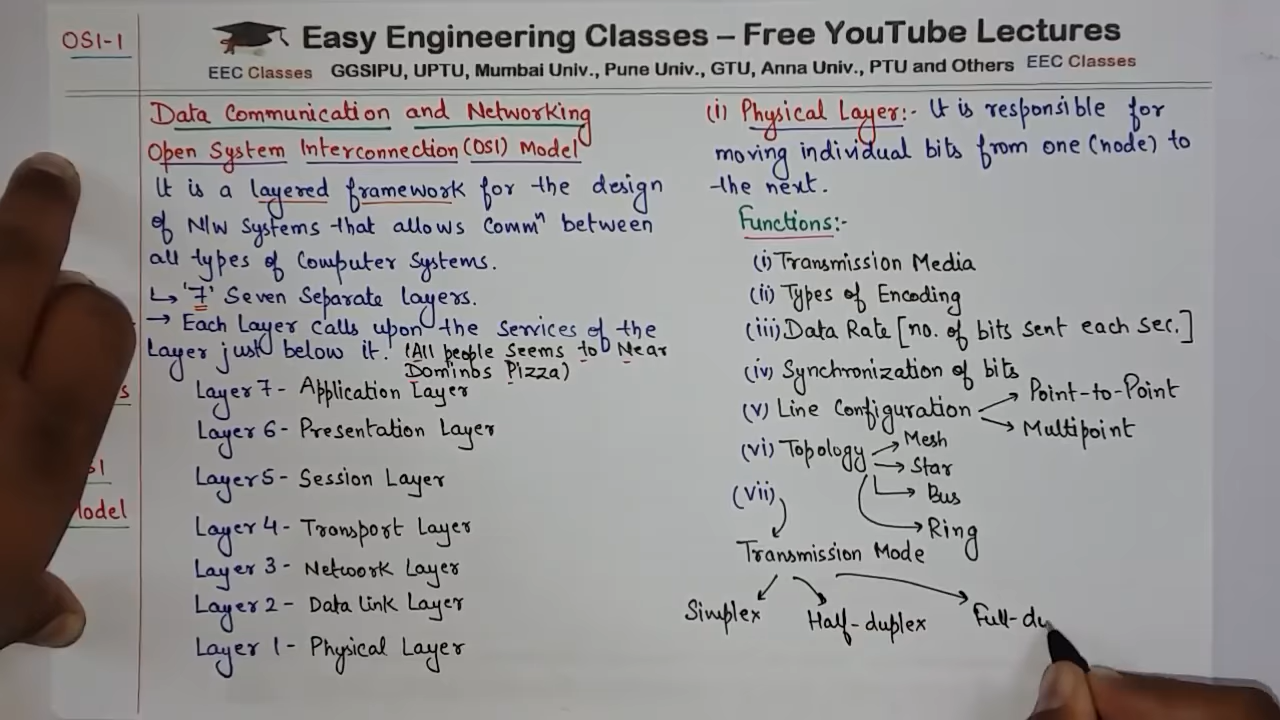 OSI-1
Easy Engineering Classes – Free YouTube Lectures
EEC Classes GGSIPU, UPTU, Mumbai Univ., Pune Univ., GTU, Anna Univ., PTU and Others EEC Classes
Data Communication and Networking
Open System Interconnection (OSI) Model
It is a layered framework for the design
of N/W Systems that allows Commⁿ between
all types of Computer Systems.
↳ '7' Seven Separate layers.
→ Each Layer calls upon the services of the
Layer just below it. (All people seems to Near
Dominos Pizza)
Layer 7 - Application Layer
Layer 6 - Presentation Layer
Layer 5 - Session Layer
Layer 4 - Transport Layer
Layer 3 - Network Layer
Layer 2 - Data link Layer
Layer 1 - Physical Layer
Model
(i) Physical Layer:- It is responsible for
moving individual bits from one (node) to
the next.
Functions:-
(i) Transmission Media
(ii) Types of Encoding
(iii) Data Rate [no. of bits sent each sec.]
(iv) Synchronization of bits
(v) Line Configuration → Point-to-Point
→ Multipoint
(vi) Topology → Mesh
→ Star
→ Bus
→ Ring
(vii)
Transmission Mode
Simplex Half-duplex Full-du